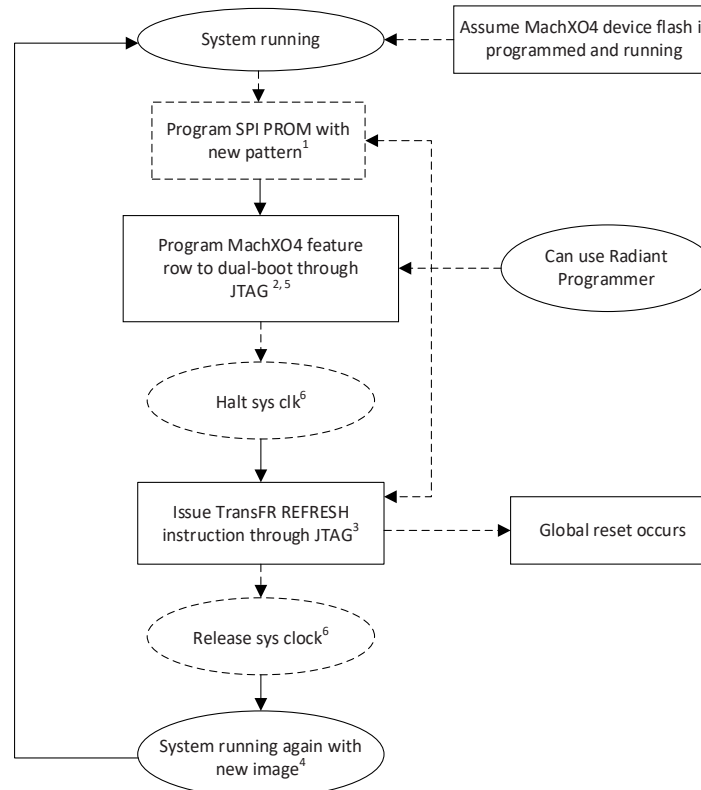 System running
Assume MachXO4 device flash i
programmed and running
Program SPI PROM with
new pattern1
Program MachXO4 feature
row to dual-boot through
JTAG 2, 5
Can use Radiant
Programmer
Halt sys clk6
Issue TransFR REFRESH
instruction through JTAG3
Global reset occurs
Release sys clock6
System running again with
new image4